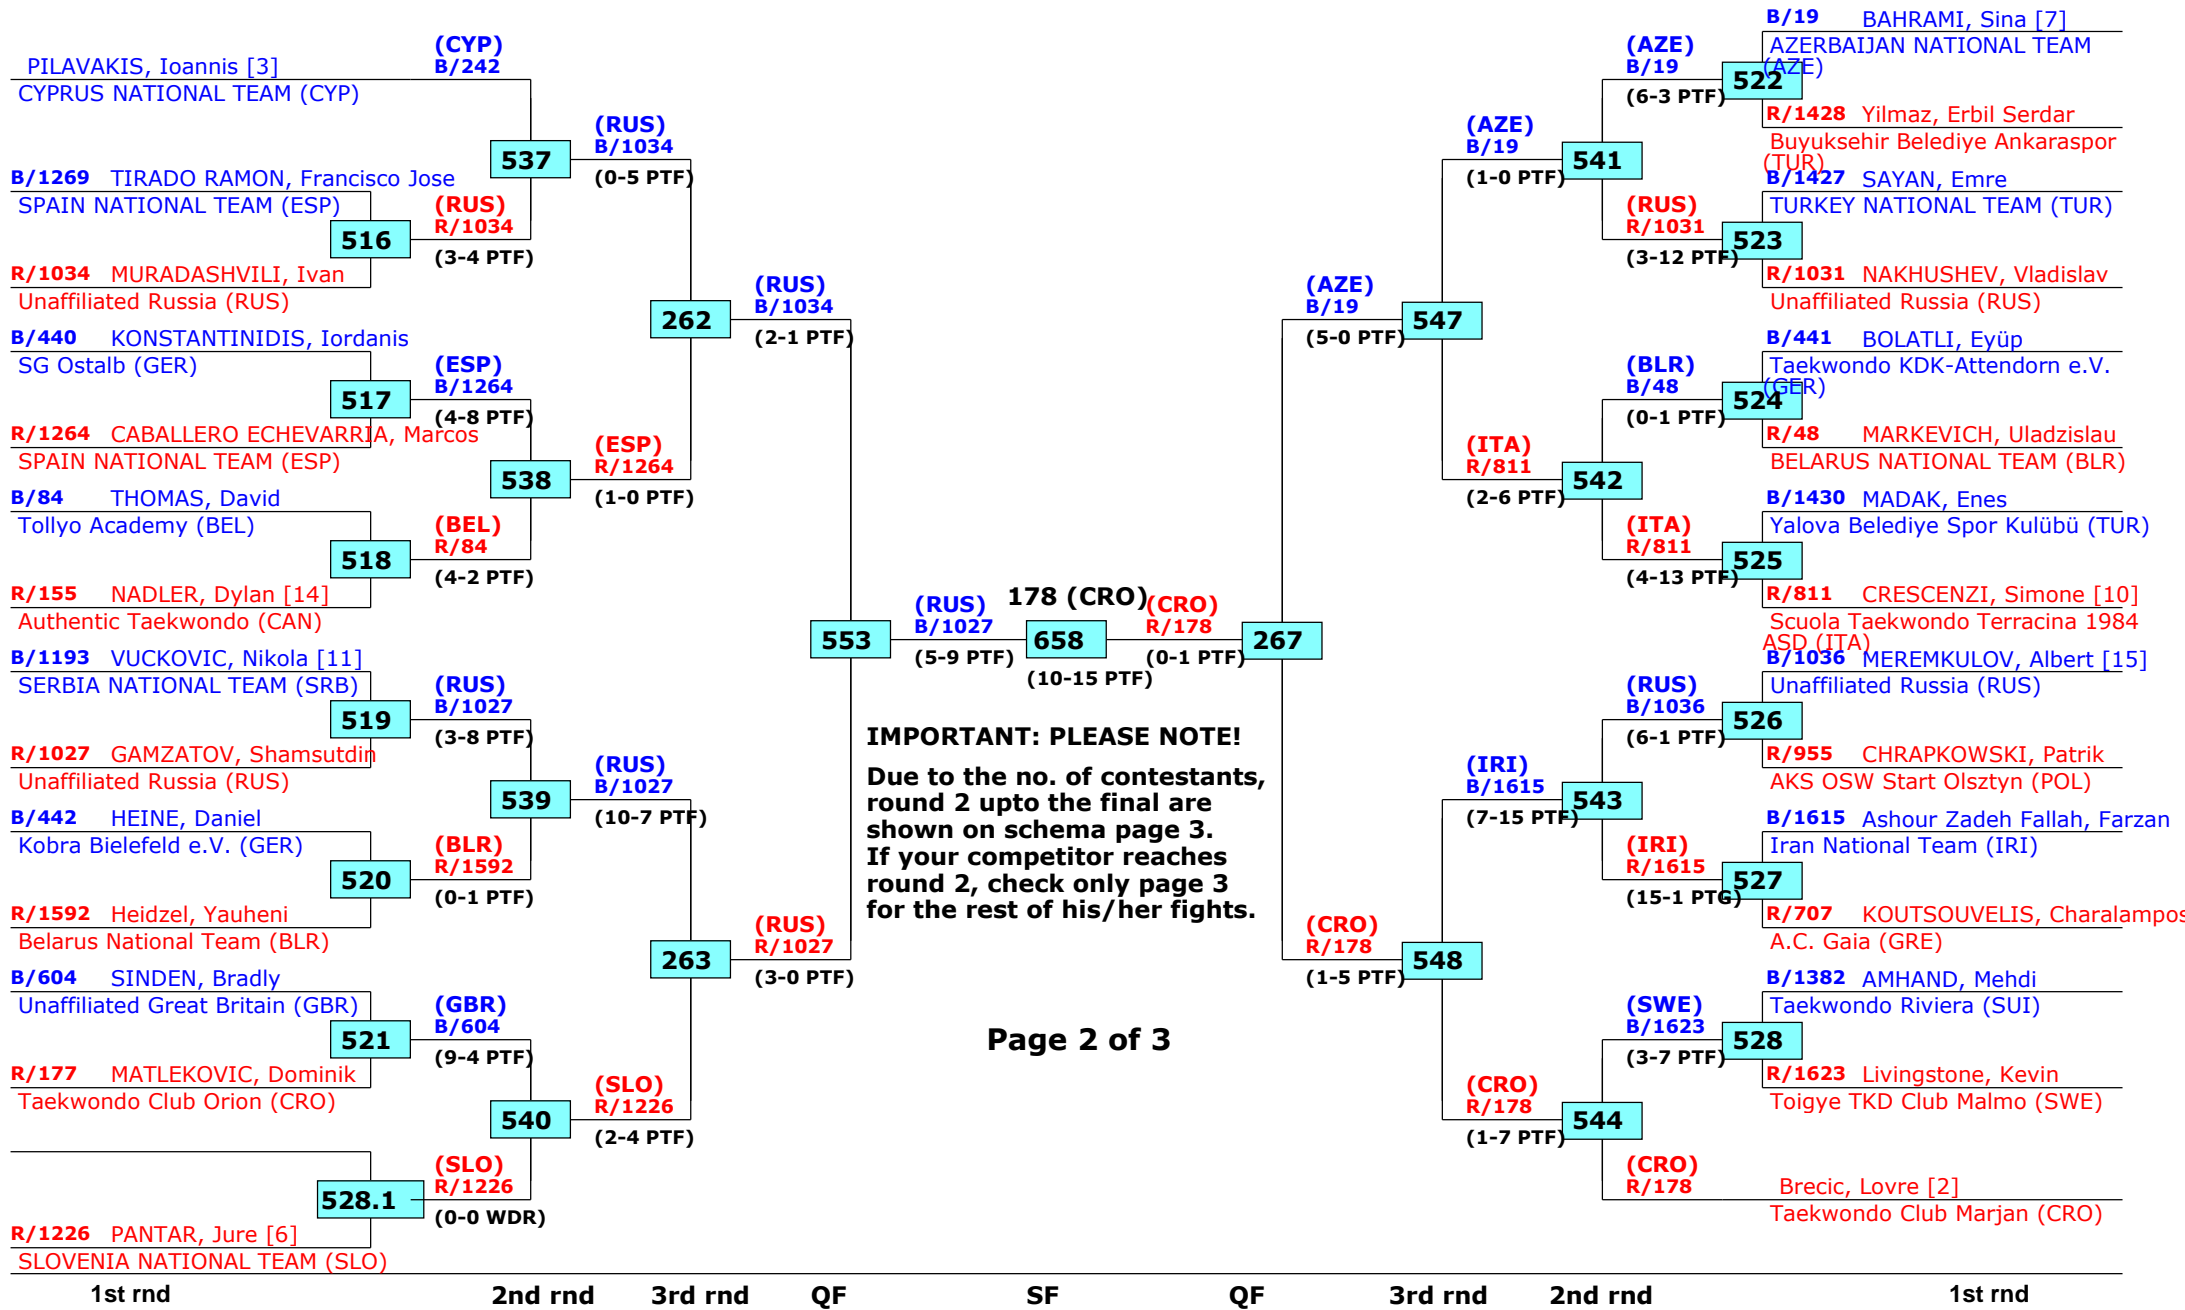 PILAVAKIS, Ioannis [3]
CYPRUS NATIONAL TEAM (CYP)
B/1269 TIRADO RAMON, Francisco Jose
SPAIN NATIONAL TEAM (ESP)
516
R/1034 MURADASHVILI, Ivan
Unaffiliated Russia (RUS)
B/440 KONSTANTINIDIS, Iordanis
SG Ostalb (GER)
517
R/1264 CABALLERO ECHEVARRIA, Marcos
SPAIN NATIONAL TEAM (ESP)
B/84 THOMAS, David
Tollyo Academy (BEL)
518
R/155 NADLER, Dylan [14]
Authentic Taekwondo (CAN)
B/1193 VUCKOVIC, Nikola [11]
SERBIA NATIONAL TEAM (SRB)
519
R/1027 GAMZATOV, Shamsutdin
Unaffiliated Russia (RUS)
B/442 HEINE, Daniel
Kobra Bielefeld e.V. (GER)
520
R/1592 Heidzel, Yauheni
Belarus National Team (BLR)
B/604 SINDEN, Bradly
Unaffiliated Great Britain (GBR)
521
R/177 MATLEKOVIC, Dominik
Taekwondo Club Orion (CRO)
528.1
R/1226 PANTAR, Jure [6]
SLOVENIA NATIONAL TEAM (SLO)
(CYP)
B/242
537
(RUS)
R/1034
(3-4 PTF)
(ESP)
B/1264
(4-8 PTF)
538
(BEL)
R/84
(4-2 PTF)
(RUS)
B/1027
(3-8 PTF)
539
(BLR)
R/1592
(0-1 PTF)
(GBR)
B/604
(9-4 PTF)
540
(SLO)
R/1226
(0-0 WDR)
(RUS)
B/1034
(0-5 PTF)
262
(ESP)
R/1264
(1-0 PTF)
(RUS)
B/1027
(10-7 PTF)
263
(SLO)
R/1226
(2-4 PTF)
(RUS)
B/1034
(2-1 PTF)
553
(RUS)
R/1027
(3-0 PTF)
(RUS)
B/1027
(5-9 PTF)
178 (CRO)
658
(10-15 PTF)
(CRO)
R/178
(0-1 PTF)
267
IMPORTANT: PLEASE NOTE!
Due to the no. of contestants,
round 2 upto the final are
shown on schema page 3.
If your competitor reaches
round 2, check only page 3
for the rest of his/her fights.
Page 2 of 3
(AZE)
B/19
(5-0 PTF)
547
(CRO)
R/178
(1-5 PTF)
548
(AZE)
B/19
(1-0 PTF)
541
(ITA)
R/811
(2-6 PTF)
542
(IRI)
B/1615
(7-15 PTF)
543
(CRO)
R/178
(1-7 PTF)
544
(AZE)
B/19
(6-3 PTF)
(RUS)
R/1031
(3-12 PTF)
(BLR)
B/48
(0-1 PTF)
(ITA)
R/811
(4-13 PTF)
(RUS)
B/1036
(6-1 PTF)
(IRI)
R/1615
(15-1 PTG)
(SWE)
B/1623
(3-7 PTF)
(CRO)
R/178
B/19 BAHRAMI, Sina [7]
AZERBAIJAN NATIONAL TEAM
(AZE)
522
R/1428 Yilmaz, Erbil Serdar
Buyuksehir Belediye Ankaraspor
(TUR)
B/1427 SAYAN, Emre
TURKEY NATIONAL TEAM (TUR)
523
R/1031 NAKHUSHEV, Vladislav
Unaffiliated Russia (RUS)
B/441 BOLATLI, Eyüp
Taekwondo KDK-Attendorn e.V.
(GER)
524
R/48 MARKEVICH, Uladzislau
BELARUS NATIONAL TEAM (BLR)
B/1430 MADAK, Enes
Yalova Belediye Spor Kulübü (TUR)
525
R/811 CRESCENZI, Simone [10]
Scuola Taekwondo Terracina 1984
ASD (ITA)
B/1036 MEREMKULOV, Albert [15]
Unaffiliated Russia (RUS)
526
R/955 CHRAPKOWSKI, Patrik
AKS OSW Start Olsztyn (POL)
B/1615 Ashour Zadeh Fallah, Farzan
Iran National Team (IRI)
527
R/707 KOUTSOUVELIS, Charalampos
A.C. Gaia (GRE)
B/1382 AMHAND, Mehdi
Taekwondo Riviera (SUI)
528
R/1623 Livingstone, Kevin
Toigye TKD Club Malmo (SWE)
Brecic, Lovre [2]
Taekwondo Club Marjan (CRO)
1st rnd 2nd rnd 3rd rnd QF SF QF 3rd rnd 2nd rnd 1st rnd